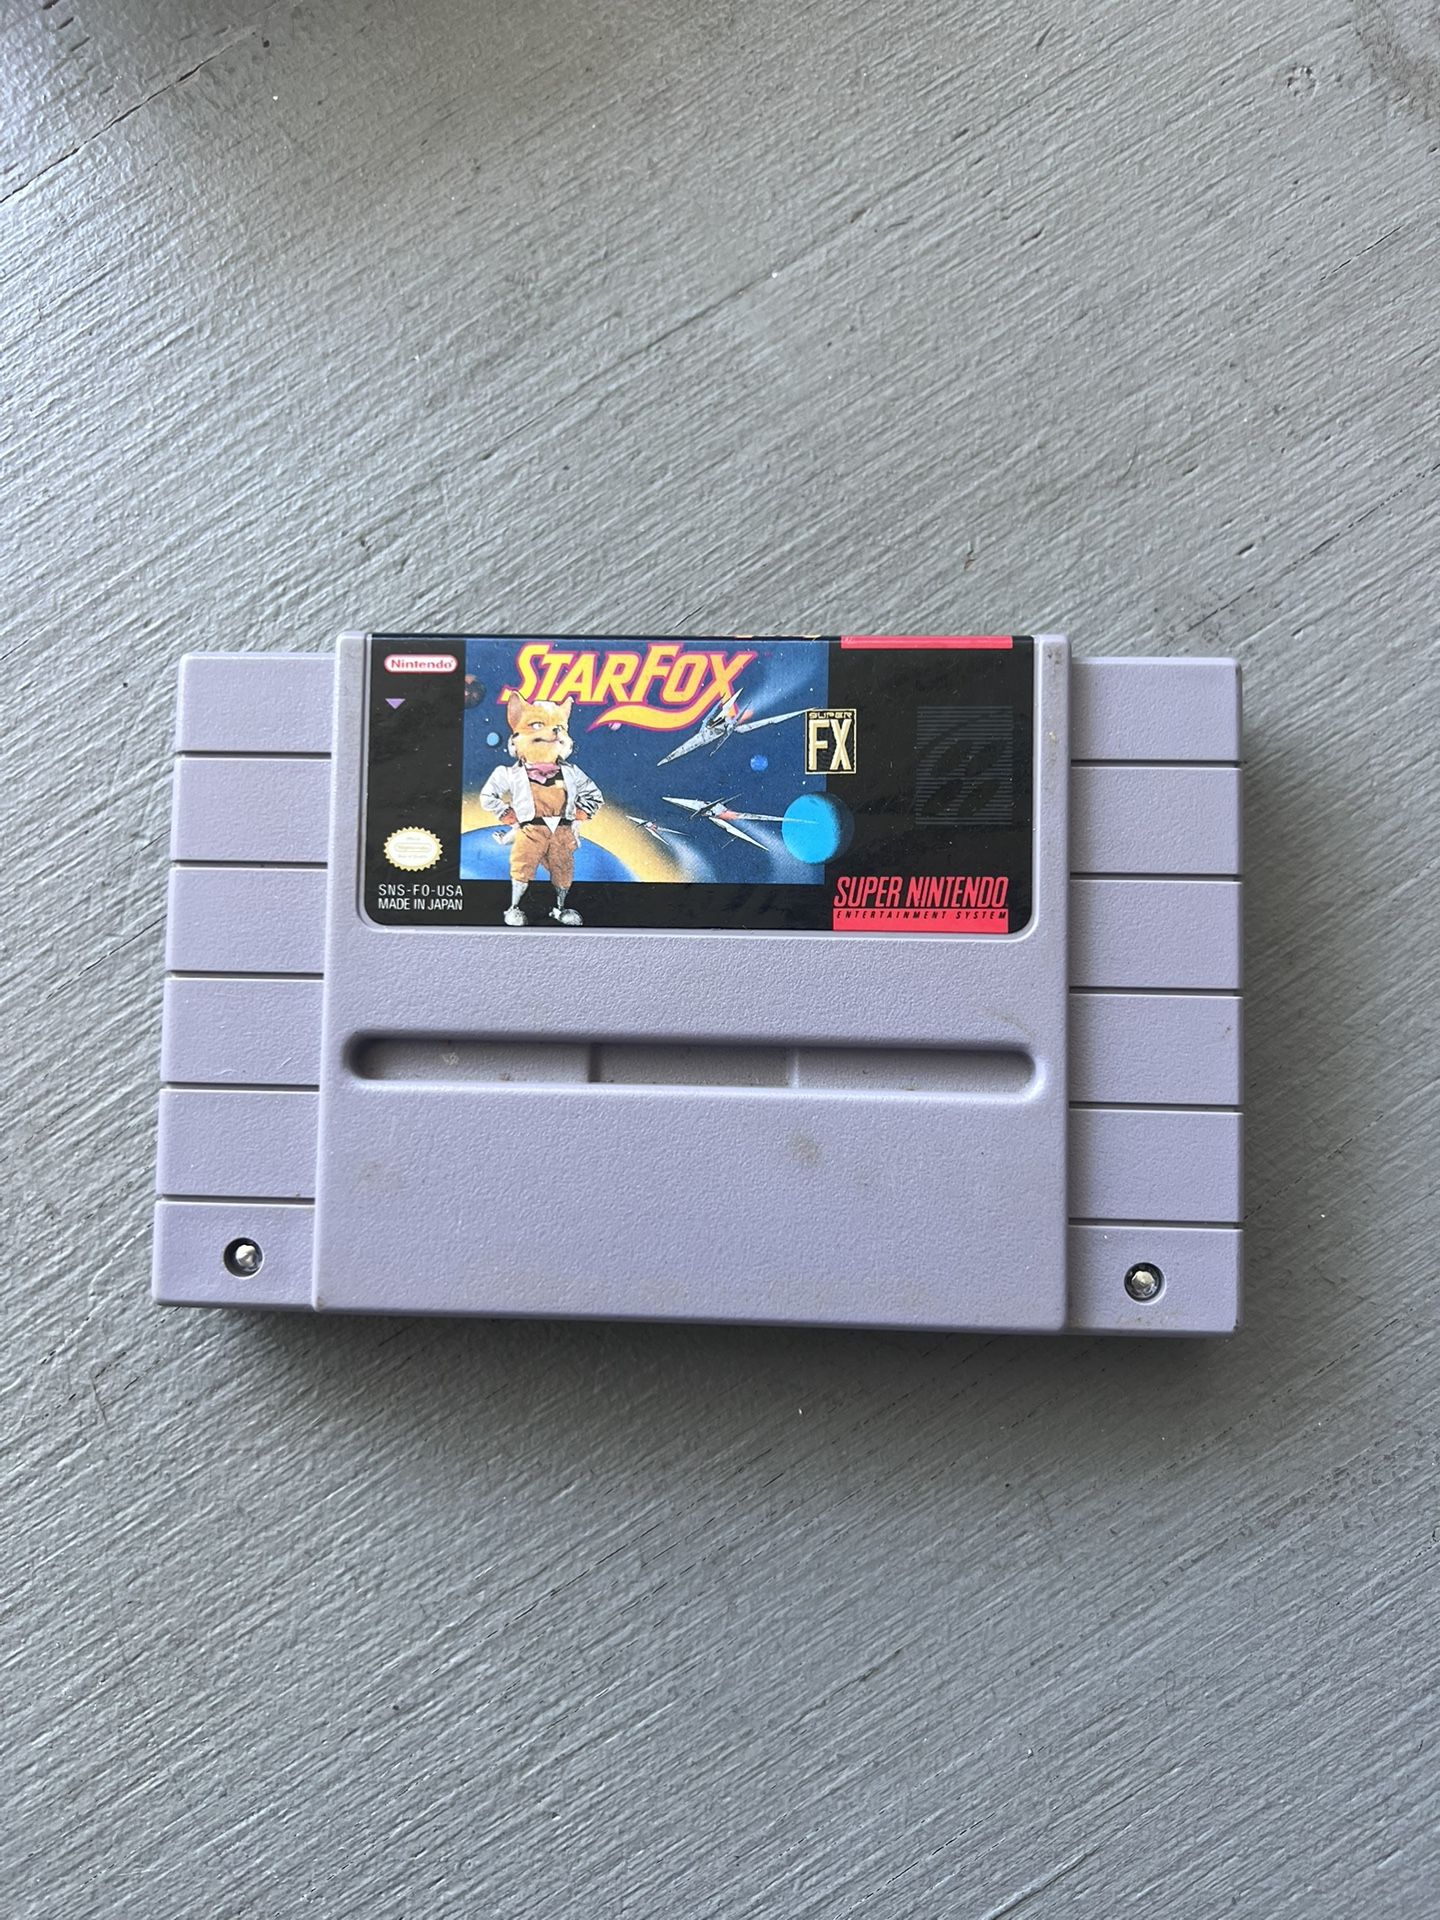 Nintendo
STARFOX
SUPER
FX
SNS-FO-USA
MADE IN JAPAN
SUPER NINTENDO
ENTERTAINMENT SYSTEM